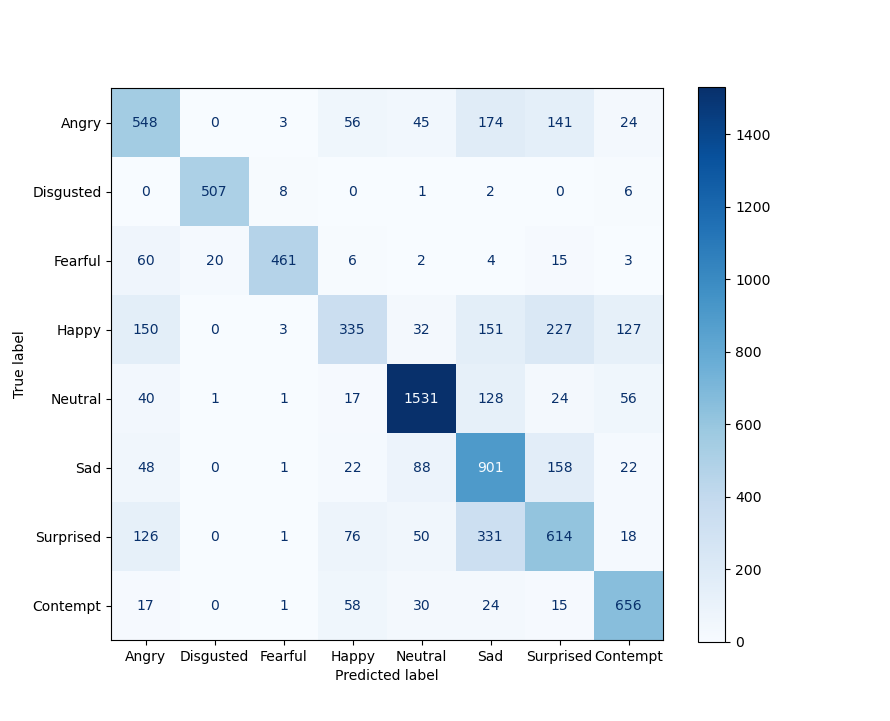 Angry 548 0 3 56 45 174 141 24
Disgusted 0 507 8 0 1 2 0 6
Fearful 60 20 461 6 2 4 15 3
Happy 150 0 3 335 32 151 227 127
Neutral 40 1 1 17 1531 128 24 56
Sad 48 0 1 22 88 901 158 22
Surprised 126 0 1 76 50 331 614 18
Contempt 17 0 1 58 30 24 15 656
Angry Disgusted Fearful Happy Neutral Sad Surprised Contempt
Predicted label
True label
1400
1200
1000
800
600
400
200
0